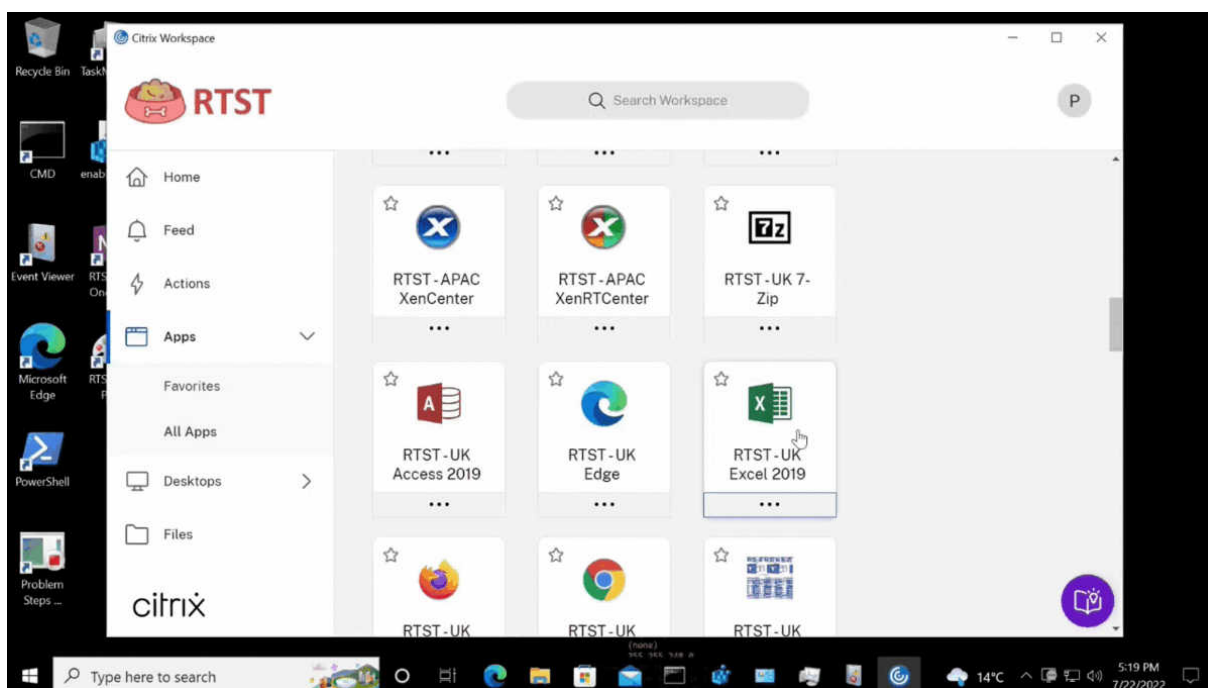 Citrix Workspace
RTST
Search Workspace
P
Recycle Bin
CMD
Event Viewer
Microsoft
Edge
PowerShell
Problem
Steps ...
Home
Feed
Actions
Apps
Favorites
All Apps
Desktops
Files
citrix
RTST - APAC
XenCenter
RTST - APAC
XenRTCenter
7z
RTST - UK 7-
Zip
A
RTST - UK
Access 2019
RTST - UK
Edge
X
RTST - UK
Excel 2019
RTST - UK
RTST - UK
RTST - UK
(none)
Type here to search
14°C
5:19 PM
7/22/2022